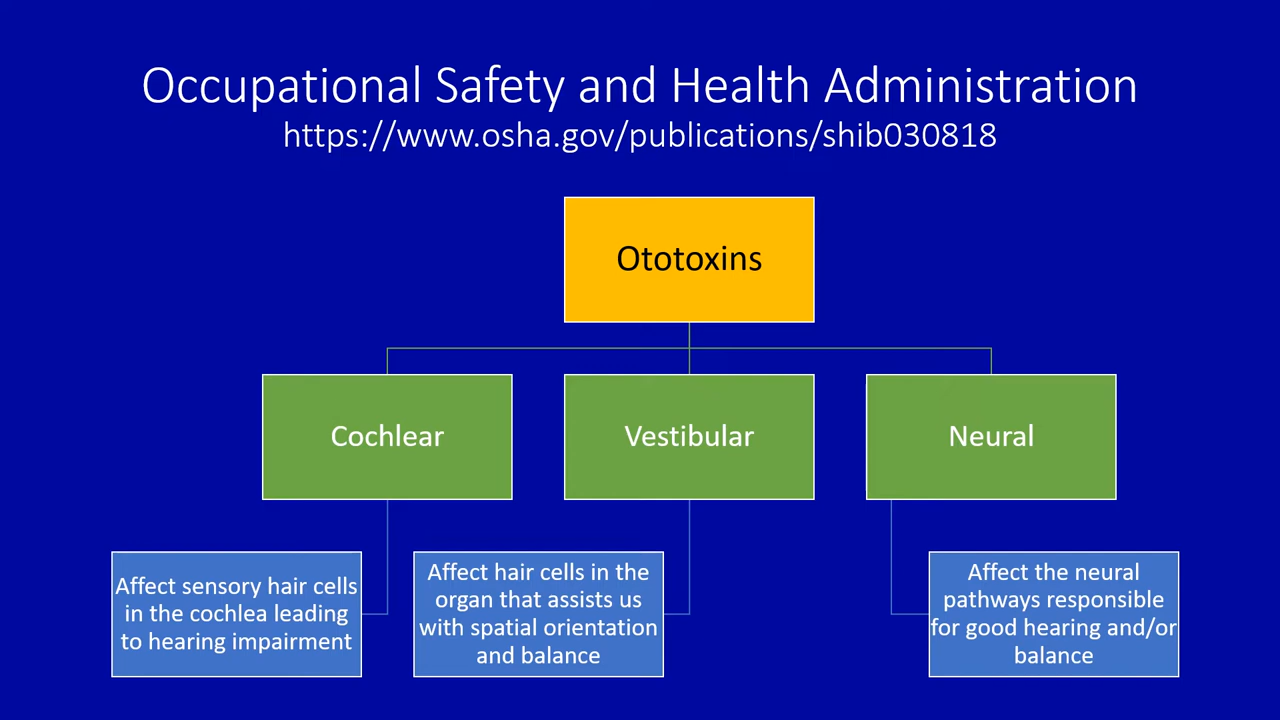 Occupational Safety and Health Administration
https://www.osha.gov/publications/shib030818
Ototoxins
Cochlear
Vestibular
Neural
Affect sensory hair cells
in the cochlea leading
to hearing impairment
Affect hair cells in the
organ that assists us
with spatial orientation
and balance
Affect the neural
pathways responsible
for good hearing and/or
balance